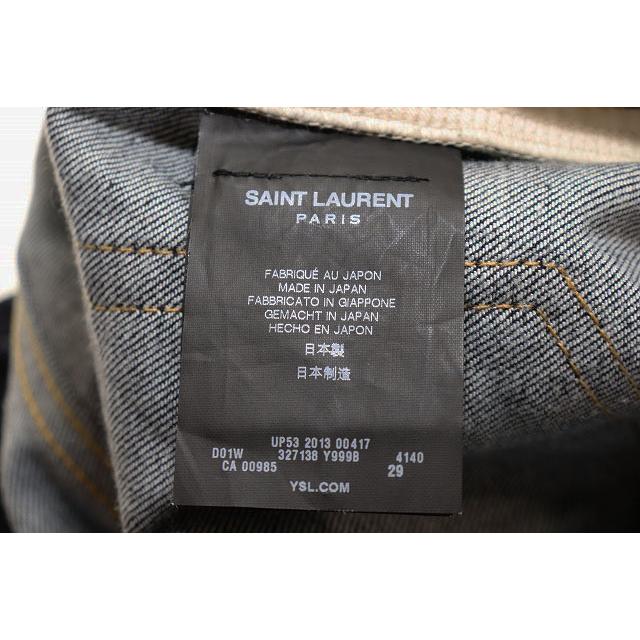 SAINT LAURENT
PARIS
FABRIQUÉ AU JAPON
MADE IN JAPAN
FABBRICATO IN GIAPPONE
GEMACHT IN JAPAN
HECHO EN JAPON
日本製
日本制造
UP53 2013 00417
D01W 327138 Y999B 4140
CA 00985 29
YSL.COM